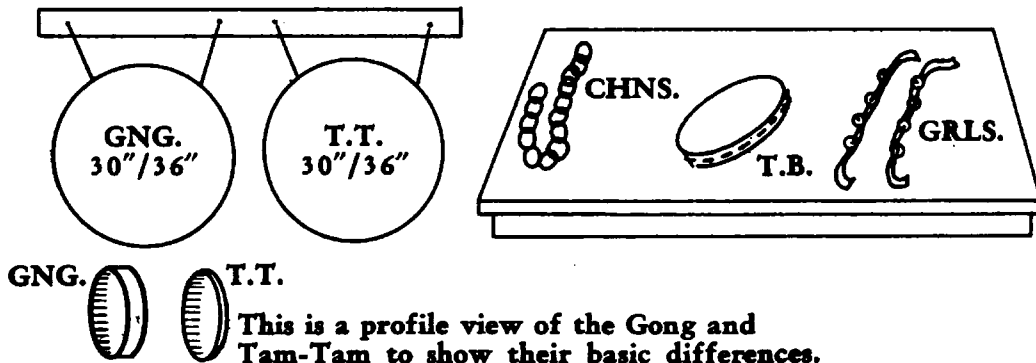 GNG.
30"/36"
T.T.
30"/36"
CHNS.
T.B.
GRLS.
GNG.
T.T.
This is a profile view of the Gong and
Tam-Tam to show their basic differences.